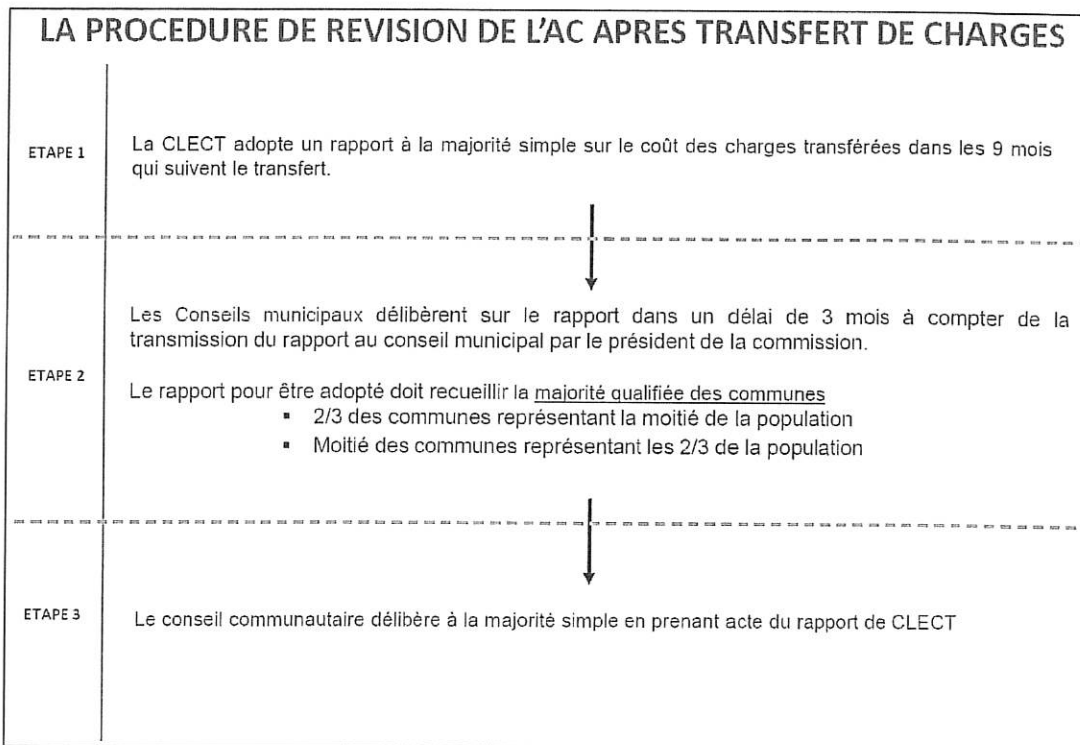 LA PROCEDURE DE REVISION DE L'AC APRES TRANSFERT DE CHARGES
ETAPE 1
La CLECT adopte un rapport à la majorité simple sur le coût des charges transférées dans les 9 mois
qui suivent le transfert.
ETAPE 2
Les Conseils municipaux délibèrent sur le rapport dans un délai de 3 mois à compter de la
transmission du rapport au conseil municipal par le président de la commission.
Le rapport pour être adopté doit recueillir la majorité qualifiée des communes
▪ 2/3 des communes représentant la moitié de la population
▪ Moitié des communes représentant les 2/3 de la population
ETAPE 3
Le conseil communautaire délibère à la majorité simple en prenant acte du rapport de CLECT